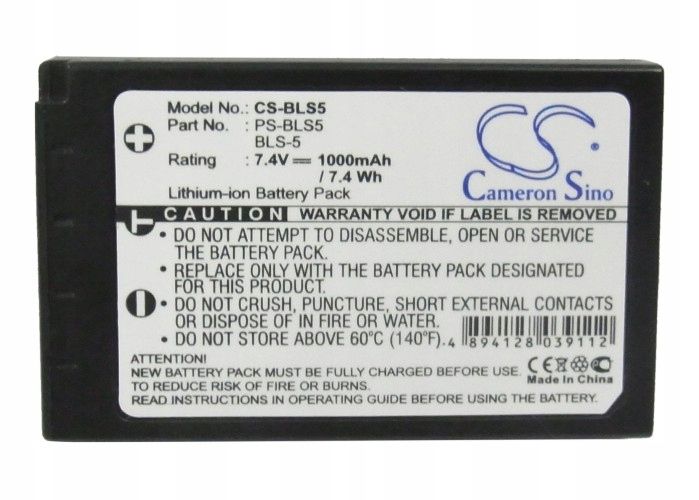 Model No.: CS-BLS5
Part No. : PS-BLS5
BLS-5
Rating : 7.4V 1000mAh
/ 7.4 Wh
Lithium-ion Battery Pack
CS
Cameron Sino
CAUTION WARRANTY VOID IF LABEL IS REMOVED
• DO NOT ATTEMPT TO DISASSEMBLE, OPEN OR SERVICE
THE BATTERY PACK.
• REPLACE ONLY WITH THE BATTERY PACK DESIGNATED
FOR THIS PRODUCT.
• DO NOT CRUSH, PUNCTURE, SHORT EXTERNAL CONTACTS
OR DISPOSE OF IN FIRE OR WATER.
• DO NOT STORE ABOVE 60°C (140°F).
4 894128 039112
ATTENTION!
NEW BATTERY PACK MUST BE FULLY CHARGED BEFORE USE
TO REDUCE RISK OF FIRE OR BURNS.
READ INSTRUCTIONS IN OPERATING GUIDE BEFORE USING BATTERY.
CE
Made In China